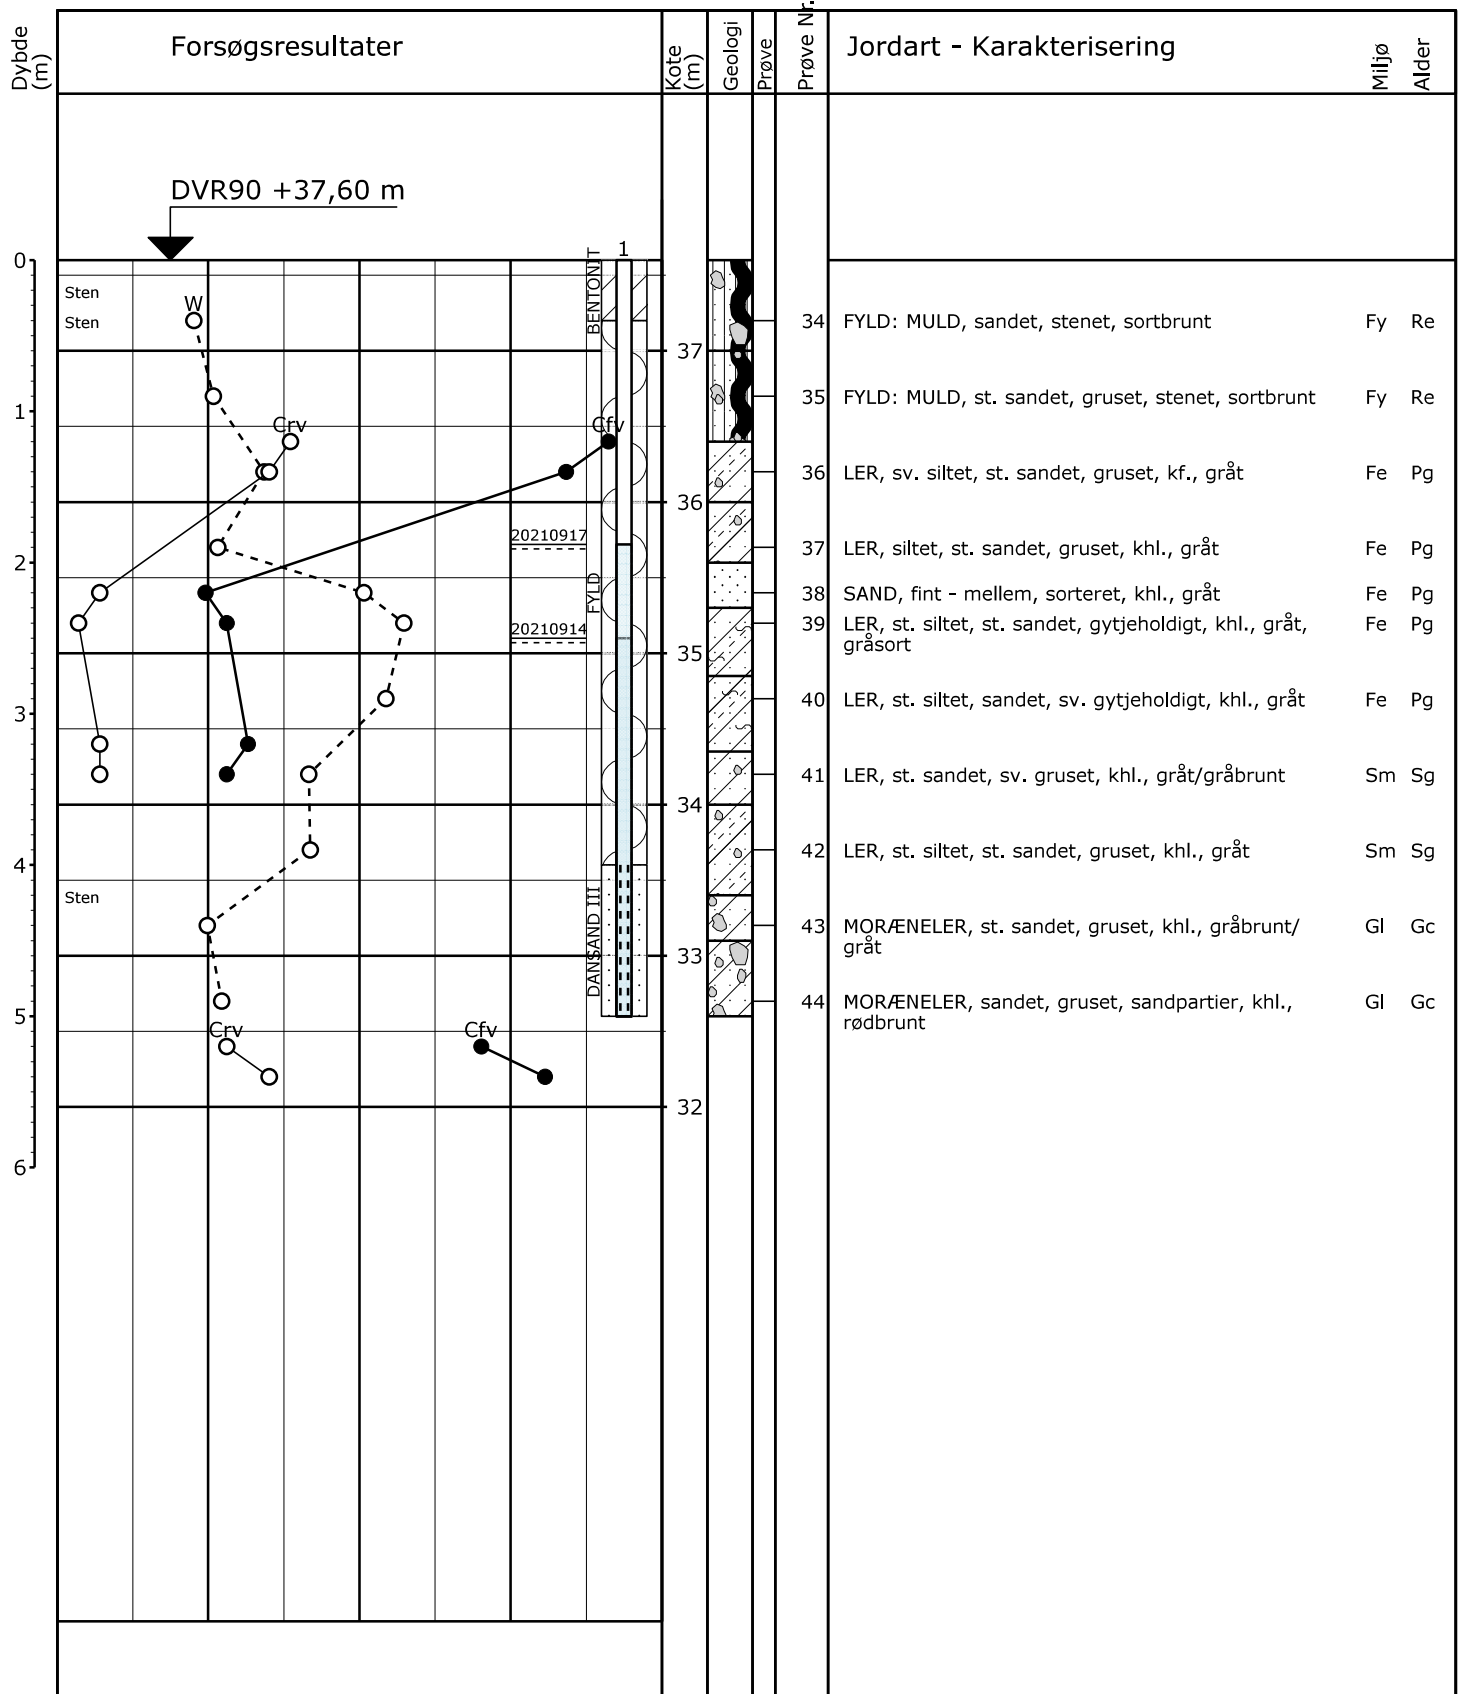 Dybde (m)
Forsøgsresultater
Kote (m)
Geologi
Prøve
Prøve Nr.
Jordart - Karakterisering
Miljø
Alder
DVR90 +37,60 m
0
1
2
3
4
5
6
Sten
Sten
W
Crv
Cfv
Sten
Crv
Cfv
20210917
20210914
1
BENTONIT
FYLD
DANSAND III
37
36
35
34
33
32
34 FYLD: MULD, sandet, stenet, sortbrunt Fy Re
35 FYLD: MULD, st. sandet, gruset, stenet, sortbrunt Fy Re
36 LER, sv. siltet, st. sandet, gruset, kf., gråt Fe Pg
37 LER, siltet, st. sandet, gruset, khl., gråt Fe Pg
38 SAND, fint - mellem, sorteret, khl., gråt Fe Pg
39 LER, st. siltet, st. sandet, gytjeholdigt, khl., gråt, Fe Pg
gråsort
40 LER, st. siltet, sandet, sv. gytjeholdigt, khl., gråt Fe Pg
41 LER, st. sandet, sv. gruset, khl., gråt/gråbrunt Sm Sg
42 LER, st. siltet, st. sandet, gruset, khl., gråt Sm Sg
43 MORÆNELER, st. sandet, gruset, khl., gråbrunt/ Gl Gc
gråt
44 MORÆNELER, sandet, gruset, sandpartier, khl., Gl Gc
rødbrunt